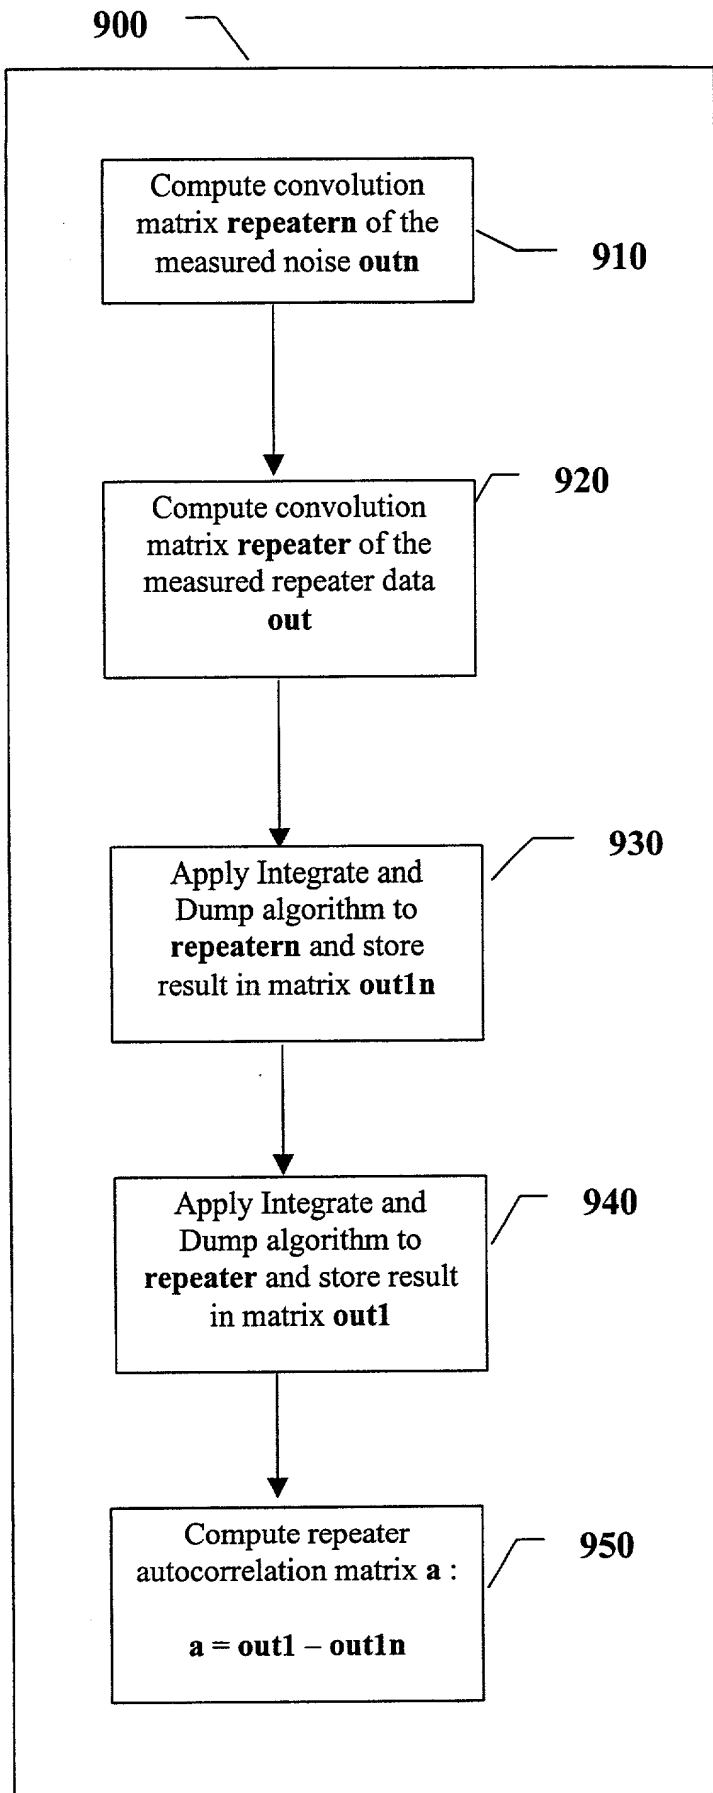 900
Compute convolution
matrix repeatern of the
measured noise outn
910
920
Compute convolution
matrix repeater of the
measured repeater data
out
930
Apply Integrate and
Dump algorithm to
repeatern and store
result in matrix out1n
940
Apply Integrate and
Dump algorithm to
repeater and store result
in matrix out1
950
Compute repeater
autocorrelation matrix a :
a = out1 – out1n